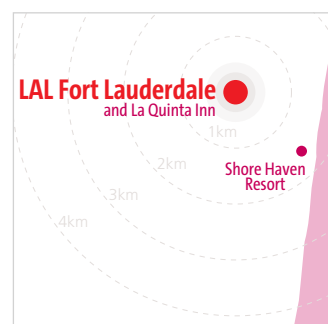 LAL Fort Lauderdale
and La Quinta Inn
1km
2km
Shore Haven
Resort
3km
4km